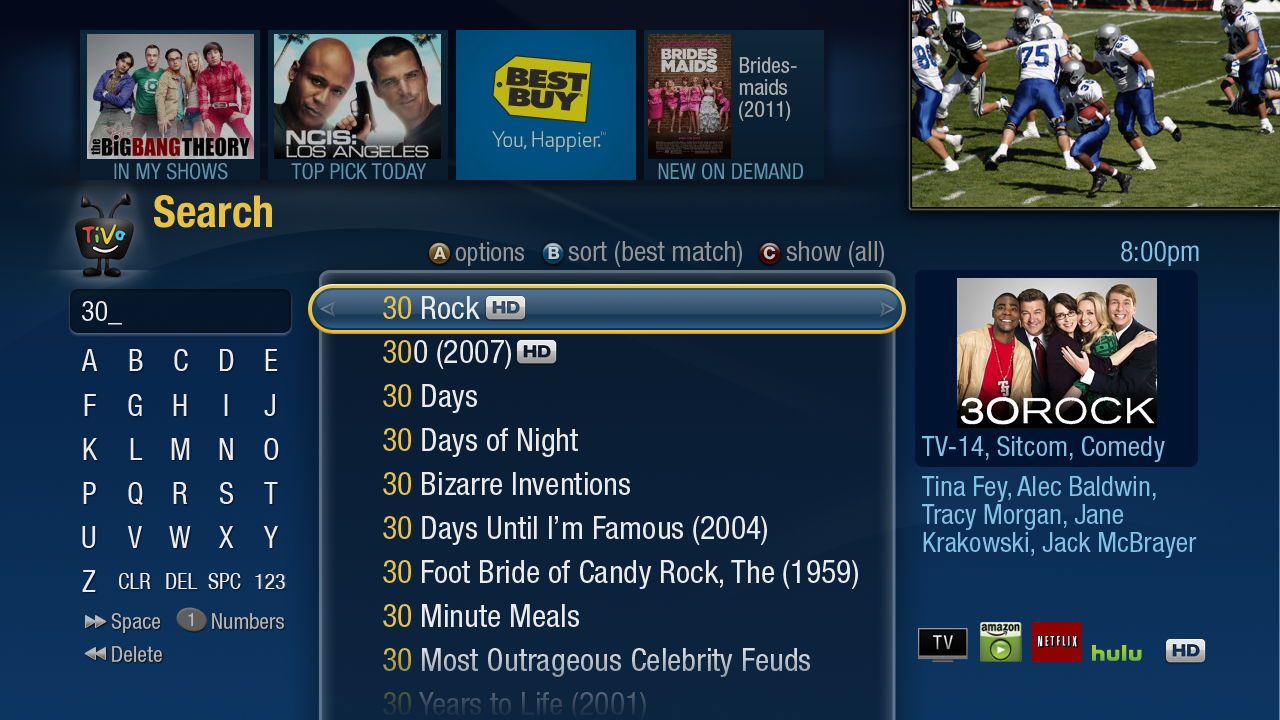 the BIG BANG THEORY
IN MY SHOWS
NCIS:
LOS ANGELES
TOP PICK TODAY
BEST
BUY
You, Happier.™
BRIDES
MAIDS
Brides-
maids
(2011)
NEW ON DEMAND
75
TiVo
Search
A options B sort (best match) C show (all)
8:00pm
30_
A B C D E
F G H I J
K L M N O
P Q R S T
U V W X Y
Z CLR DEL SPC 123
Space 1 Numbers
Delete
30 Rock HD
300 (2007) HD
30 Days
30 Days of Night
30 Bizarre Inventions
30 Days Until I'm Famous (2004)
30 Foot Bride of Candy Rock, The (1959)
30 Minute Meals
30 Most Outrageous Celebrity Feuds
30 Years to Life (2001)
30ROCK
TV-14, Sitcom, Comedy
Tina Fey, Alec Baldwin,
Tracy Morgan, Jane
Krakowski, Jack McBrayer
TV amazon NETFLIX hulu HD